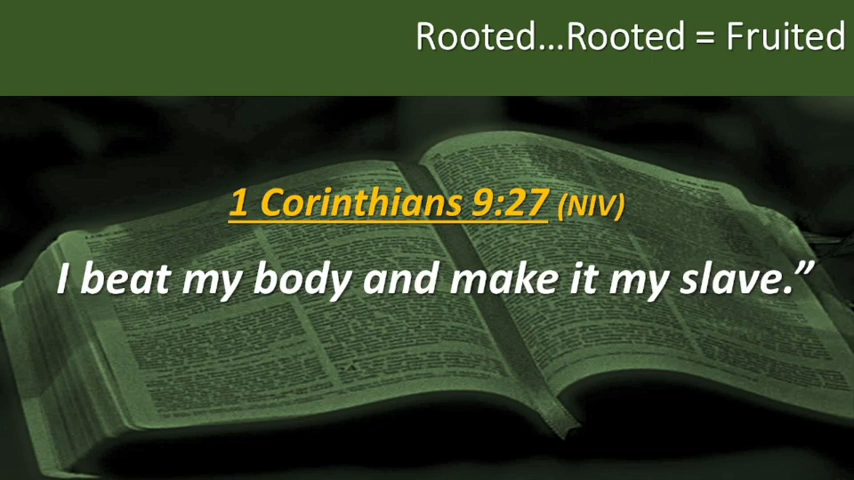 Rooted...Rooted = Fruited
1 Corinthians 9:27 (NIV)
I beat my body and make it my slave.”